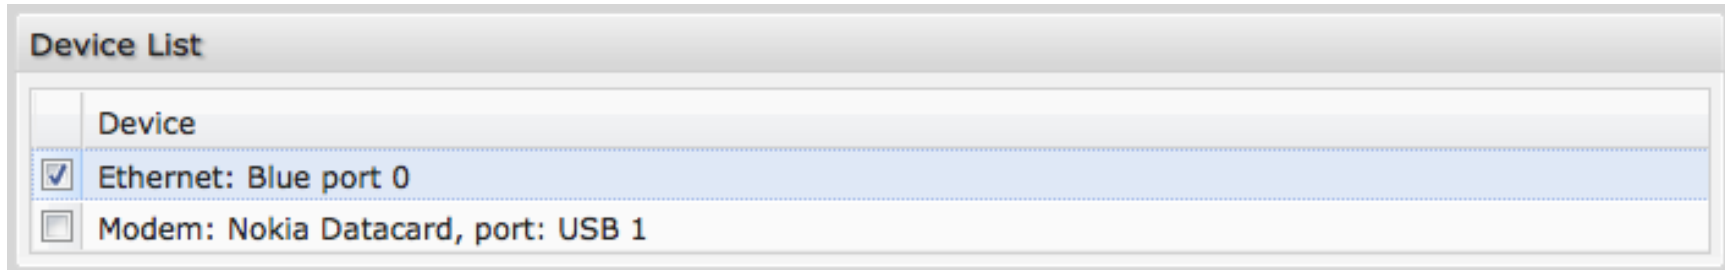 Device List
Device
Ethernet: Blue port 0
Modem: Nokia Datacard, port: USB 1